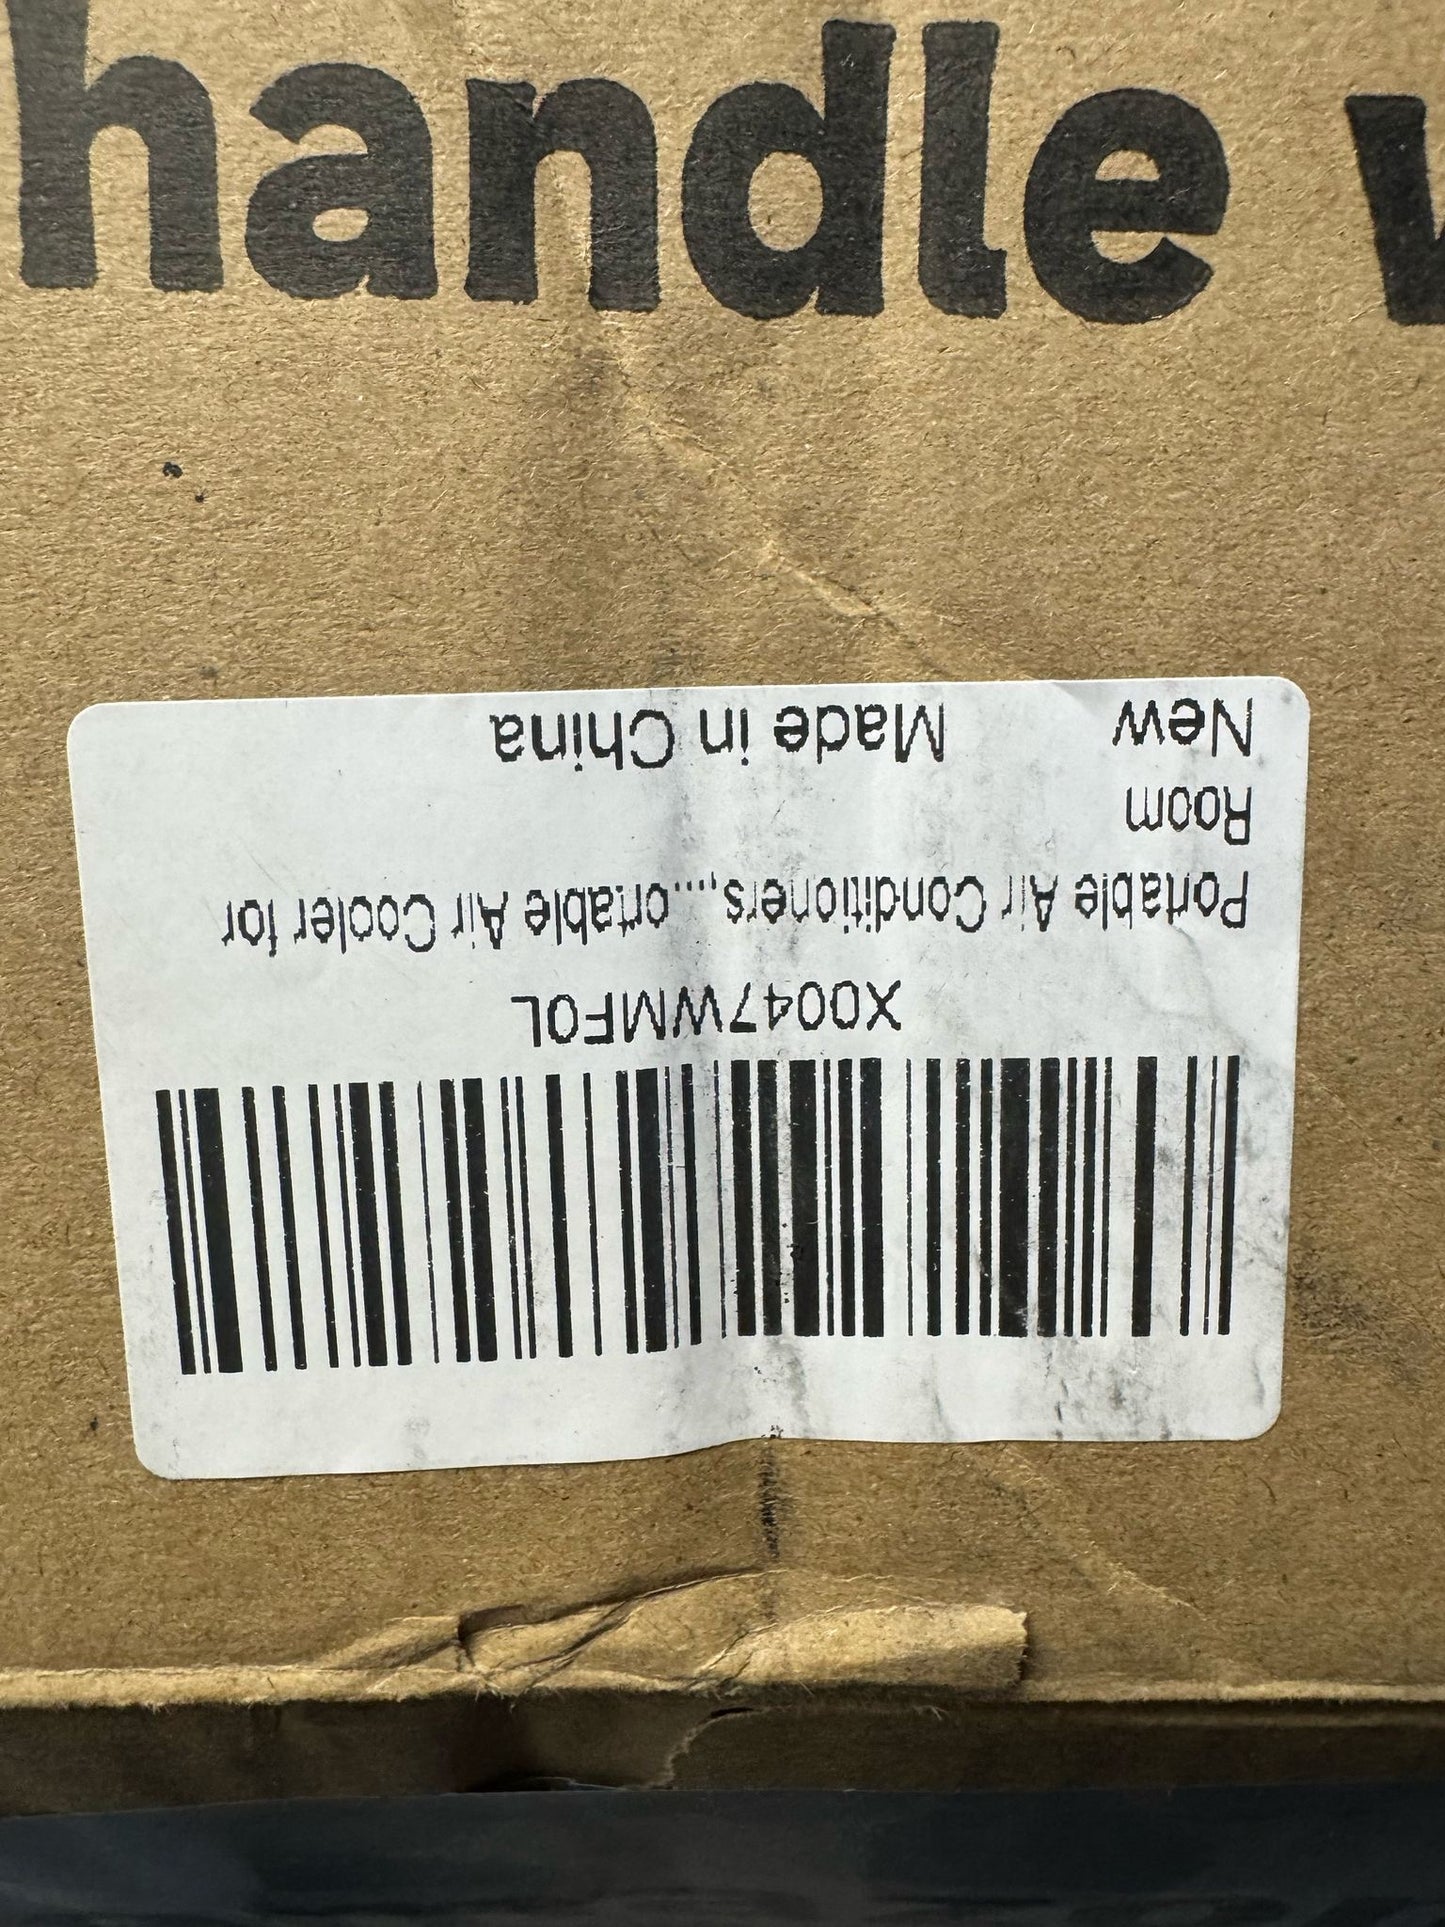 handle
X0047WMF0L
Portable Air Conditioners,...ortable Air Cooler for
Room
New Made in China